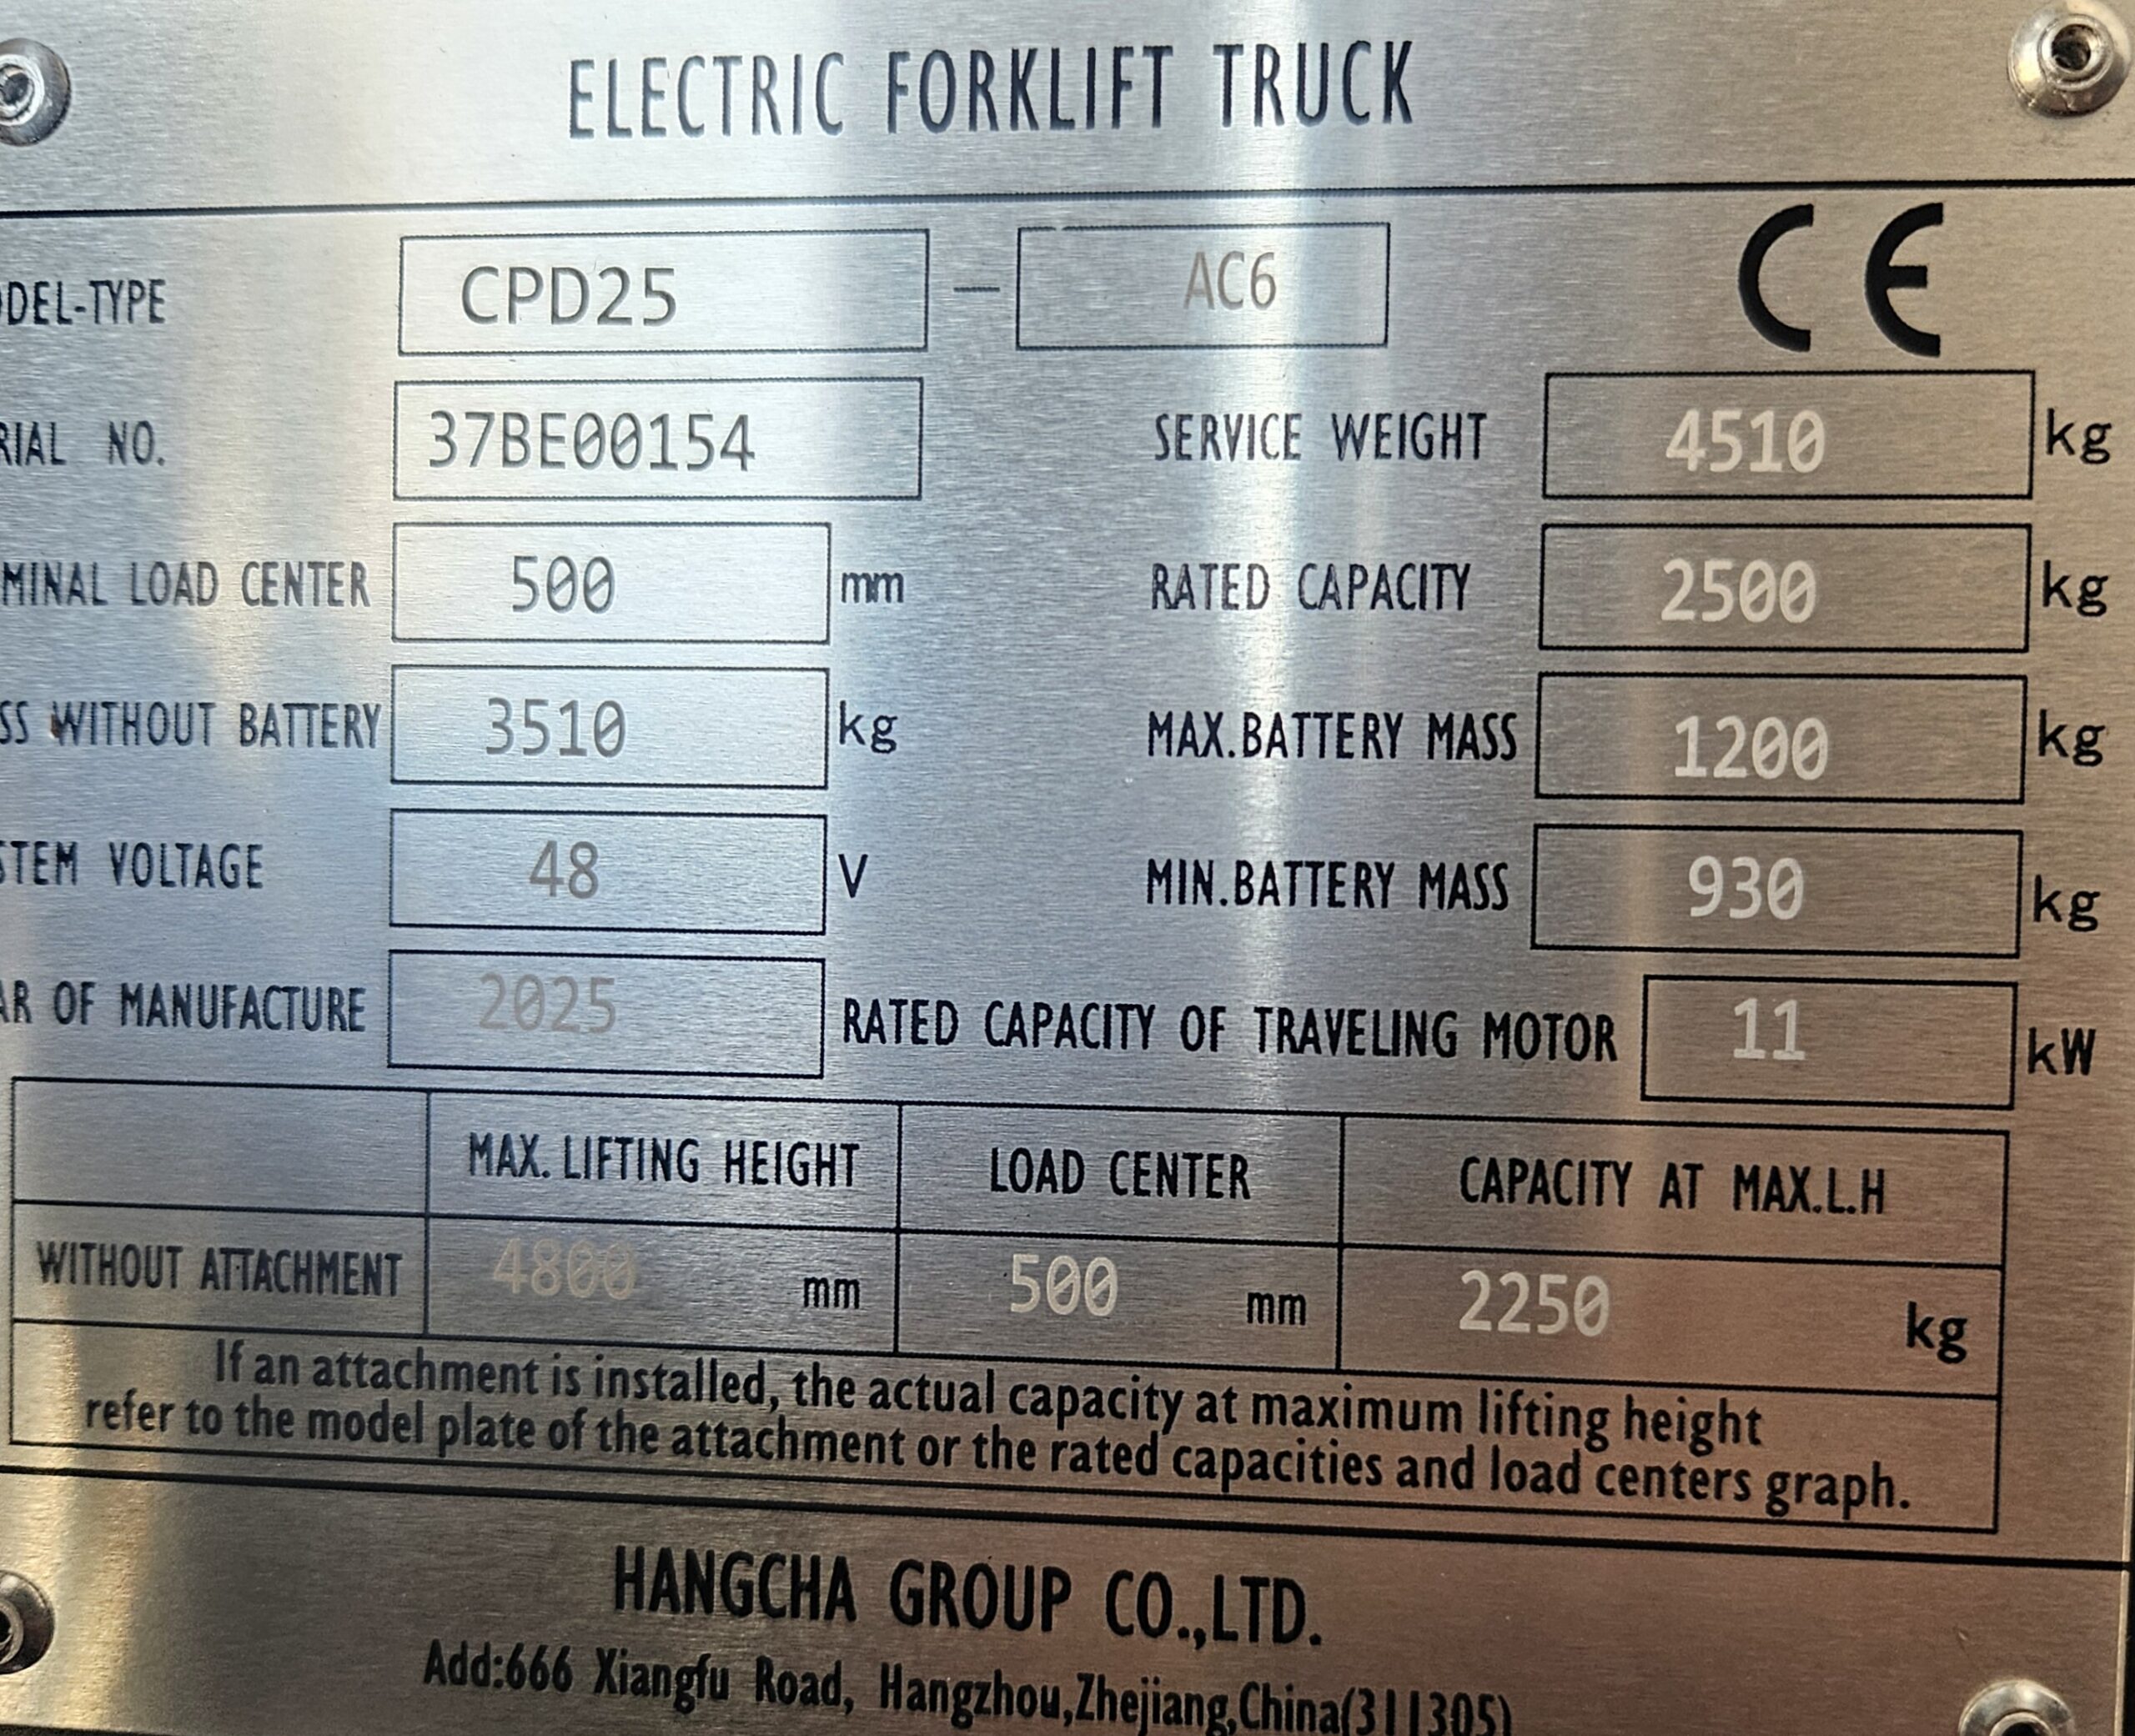 ELECTRIC FORKLIFT TRUCK
CE
DEL-TYPE CPD25 — AC6
RIAL NO. 37BE00154 SERVICE WEIGHT 4510 kg
MINAL LOAD CENTER 500 mm RATED CAPACITY 2500 kg
SS WITHOUT BATTERY 3510 kg MAX.BATTERY MASS 1200 kg
STEM VOLTAGE 48 V MIN.BATTERY MASS 930 kg
AR OF MANUFACTURE 2025 RATED CAPACITY OF TRAVELING MOTOR 11 kW
MAX. LIFTING HEIGHT LOAD CENTER CAPACITY AT MAX.L.H
WITHOUT ATTACHMENT 4800 mm 500 mm 2250 kg
If an attachment is installed, the actual capacity at maximum lifting height
refer to the model plate of the attachment or the rated capacities and load centers graph.
HANGCHA GROUP CO.,LTD.
Add:666 Xiangfu Road, Hangzhou,Zhejiang,China(311305)